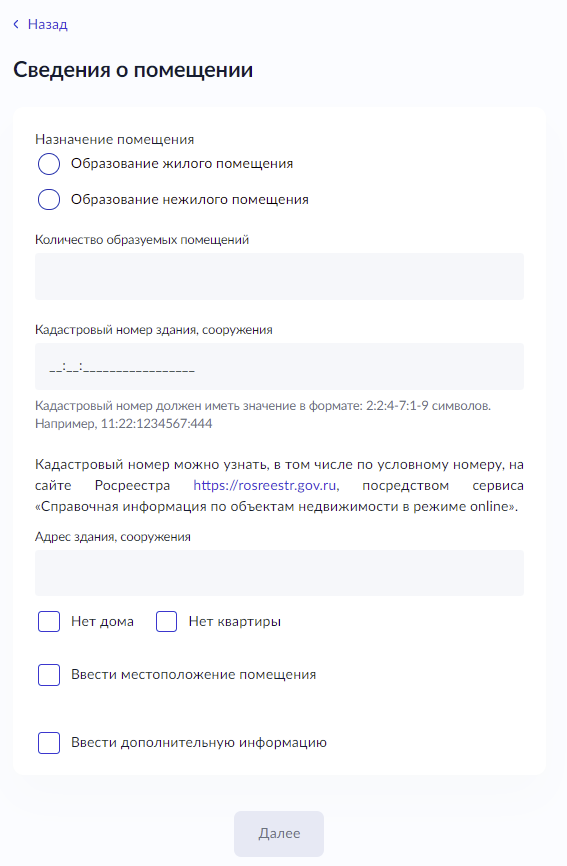 Назад
Сведения о помещении
Назначение помещения
Образование жилого помещения
Образование нежилого помещения
Количество образуемых помещений
Кадастровый номер здания, сооружения
__:__:_________________
Кадастровый номер должен иметь значение в формате: 2:2:4-7:1-9 символов.
Например, 11:22:1234567:444
Кадастровый номер можно узнать, в том числе по условному номеру, на
сайте Росреестра https://rosreestr.gov.ru, посредством сервиса
«Справочная информация по объектам недвижимости в режиме online».
Адрес здания, сооружения
Нет дома Нет квартиры
Ввести местоположение помещения
Ввести дополнительную информацию
Далее